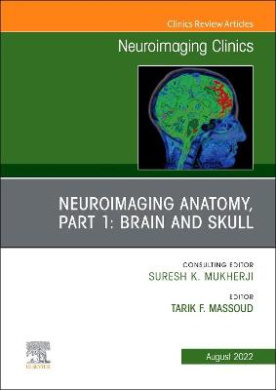 Clinics Review Articles
Neuroimaging Clinics
NEUROIMAGING ANATOMY,
PART 1: BRAIN AND SKULL
CONSULTING EDITOR
SURESH K. MUKHERJI
EDITOR
TARIK F. MASSOUD
ELSEVIER
August 2022